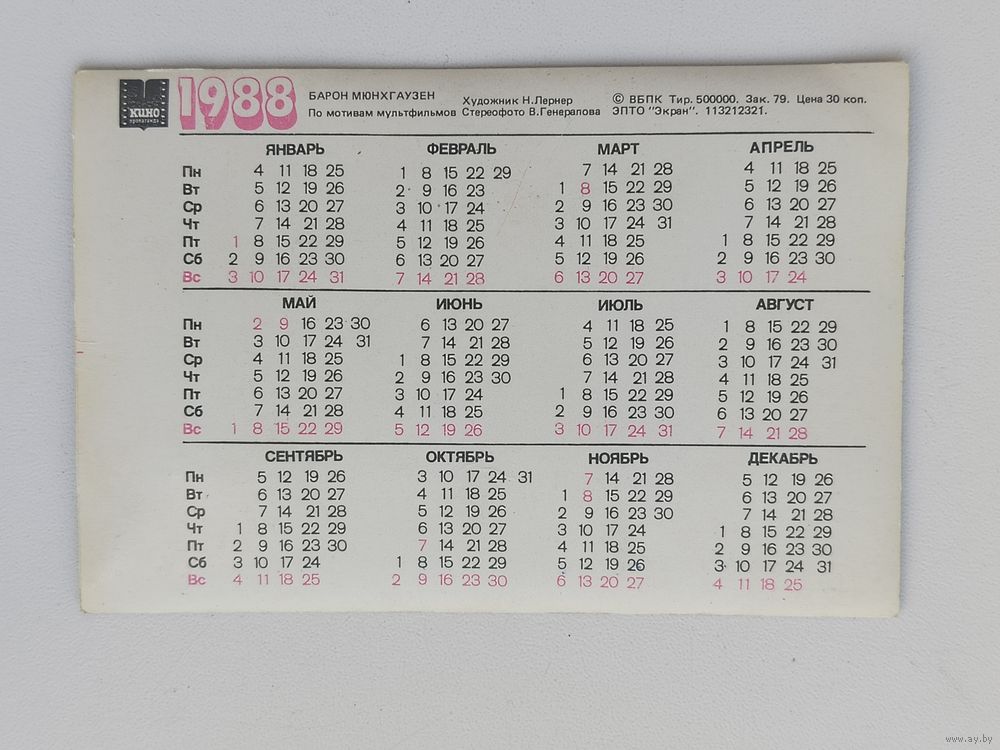 КИНО
пропаганда
1988
БАРОН МЮНХГАУЗЕН Художник Н.Лернер © ВБПК Тир. 500000. Зак. 79. Цена 30 коп.
По мотивам мультфильмов Стереофото В.Генералова ЭПТО "Экран". 113212321.
ЯНВАРЬ ФЕВРАЛЬ МАРТ АПРЕЛЬ
Пн 4 11 18 25 1 8 15 22 29 7 14 21 28 4 11 18 25
Вт 5 12 19 26 2 9 16 23 1 8 15 22 29 5 12 19 26
Ср 6 13 20 27 3 10 17 24 2 9 16 23 30 6 13 20 27
Чт 7 14 21 28 4 11 18 25 3 10 17 24 31 7 14 21 28
Пт 1 8 15 22 29 5 12 19 26 4 11 18 25 1 8 15 22 29
Сб 2 9 16 23 30 6 13 20 27 5 12 19 26 2 9 16 23 30
Вс 3 10 17 24 31 7 14 21 28 6 13 20 27 3 10 17 24
МАЙ ИЮНЬ ИЮЛЬ АВГУСТ
Пн 2 9 16 23 30 6 13 20 27 4 11 18 25 1 8 15 22 29
Вт 3 10 17 24 31 7 14 21 28 5 12 19 26 2 9 16 23 30
Ср 4 11 18 25 1 8 15 22 29 6 13 20 27 3 10 17 24 31
Чт 5 12 19 26 2 9 16 23 30 7 14 21 28 4 11 18 25
Пт 6 13 20 27 3 10 17 24 1 8 15 22 29 5 12 19 26
Сб 7 14 21 28 4 11 18 25 2 9 16 23 30 6 13 20 27
Вс 1 8 15 22 29 5 12 19 26 3 10 17 24 31 7 14 21 28
СЕНТЯБРЬ ОКТЯБРЬ НОЯБРЬ ДЕКАБРЬ
Пн 5 12 19 26 3 10 17 24 31 7 14 21 28 5 12 19 26
Вт 6 13 20 27 4 11 18 25 1 8 15 22 29 6 13 20 27
Ср 7 14 21 28 5 12 19 26 2 9 16 23 30 7 14 21 28
Чт 1 8 15 22 29 6 13 20 27 3 10 17 24 1 8 15 22 29
Пт 2 9 16 23 30 7 14 21 28 4 11 18 25 2 9 16 23 30
Сб 3 10 17 24 1 8 15 22 29 5 12 19 26 3 10 17 24 31
Вс 4 11 18 25 2 9 16 23 30 6 13 20 27 4 11 18 25
www.ay.by